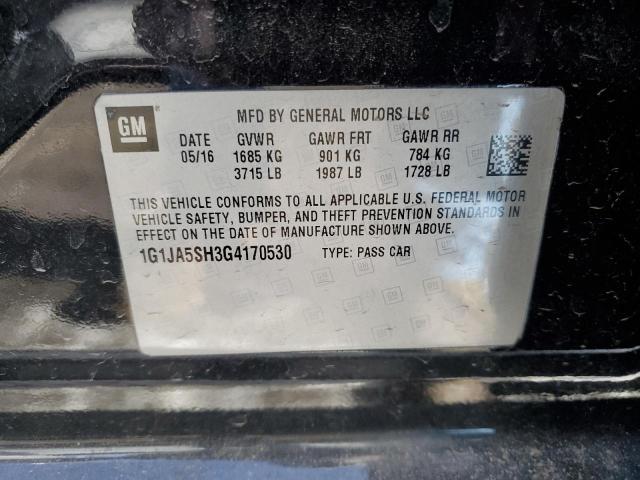 GM
MFD BY GENERAL MOTORS LLC
DATE GVWR GAWR FRT GAWR RR
05/16 1685 KG 901 KG 784 KG
3715 LB 1987 LB 1728 LB
THIS VEHICLE CONFORMS TO ALL APPLICABLE U.S. FEDERAL MOTOR
VEHICLE SAFETY, BUMPER, AND THEFT PREVENTION STANDARDS IN
EFFECT ON THE DATE OF MANUFACTURE SHOWN ABOVE.
1G1JA5SH3G4170530 TYPE: PASS CAR